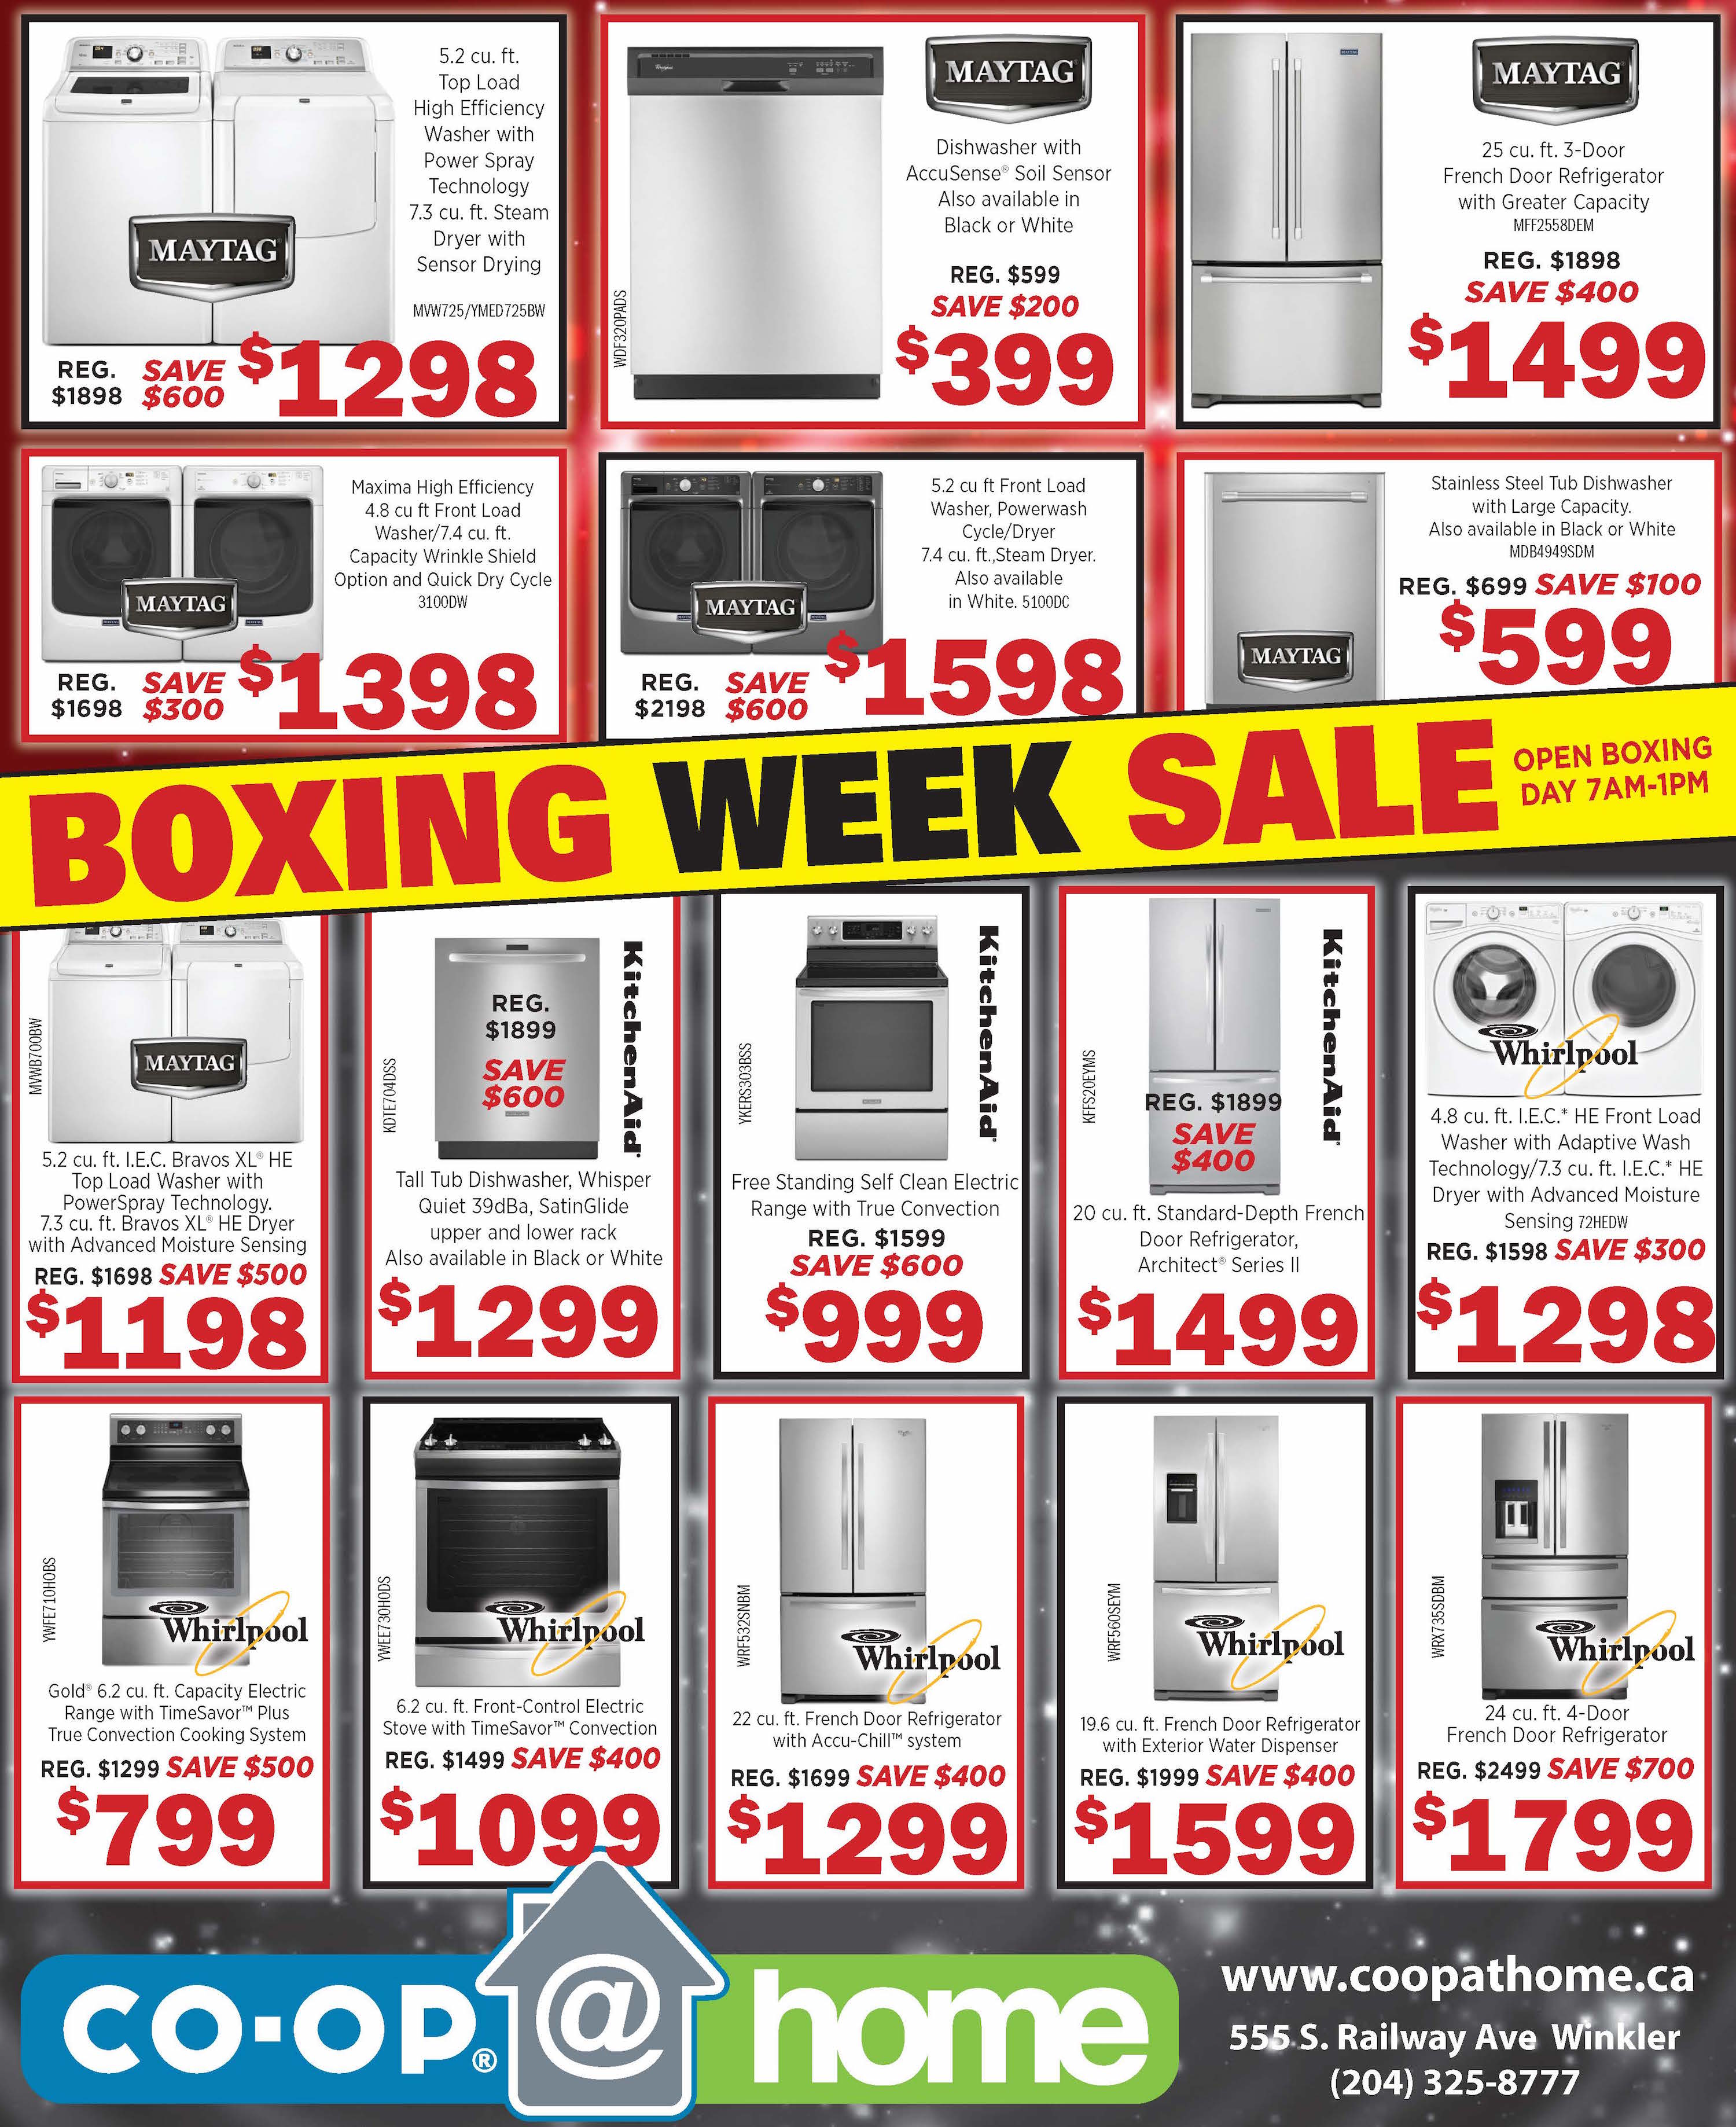 5.2 cu. ft.
Top Load
High Efficiency
Washer with
Power Spray
Technology
7.3 cu. ft. Steam
Dryer with
Sensor Drying
MVW725/YMED725BW
MAYTAG
REG.
$1898
SAVE
$600
$1298
MAYTAG
Dishwasher with
AccuSense® Soil Sensor
Also available in
Black or White
REG. $599
SAVE $200
$399
WDF320PADS
MAYTAG
25 cu. ft. 3-Door
French Door Refrigerator
with Greater Capacity
MFF2558DEM
REG. $1898
SAVE $400
$1499
Maxima High Efficiency
4.8 cu ft Front Load
Washer/7.4 cu. ft.
Capacity Wrinkle Shield
Option and Quick Dry Cycle
3100DW
MAYTAG
REG.
$1698
SAVE
$300
$1398
5.2 cu ft Front Load
Washer, Powerwash
Cycle/Dryer
7.4 cu. ft.,Steam Dryer.
Also available
in White. 5100DC
MAYTAG
REG.
$2198
SAVE
$600
$1598
Stainless Steel Tub Dishwasher
with Large Capacity.
Also available in Black or White
MDB4949SDM
REG. $699 SAVE $100
$599
MAYTAG
BOXING WEEK SALE
OPEN BOXING
DAY 7AM-1PM
MVWB700BW
MAYTAG
5.2 cu. ft. I.E.C. Bravos XL® HE
Top Load Washer with
PowerSpray Technology.
7.3 cu. ft. Bravos XL® HE Dryer
with Advanced Moisture Sensing
REG. $1698 SAVE $500
$1198
KDTE704DSS
REG.
$1899
SAVE
$600
KitchenAid®
Tall Tub Dishwasher, Whisper
Quiet 39dBa, SatinGlide
upper and lower rack
Also available in Black or White
$1299
YKERS303BSS
KitchenAid®
Free Standing Self Clean Electric
Range with True Convection
REG. $1599
SAVE $600
$999
KFFS20EYMS
KitchenAid®
REG. $1899
SAVE
$400
20 cu. ft. Standard-Depth French
Door Refrigerator,
Architect® Series II
$1499
Whirlpool
4.8 cu. ft. I.E.C.* HE Front Load
Washer with Adaptive Wash
Technology/7.3 cu. ft. I.E.C.* HE
Dryer with Advanced Moisture
Sensing 72HEDW
REG. $1598 SAVE $300
$1298
YWFE710HOBS
Whirlpool
Gold® 6.2 cu. ft. Capacity Electric
Range with TimeSavor™ Plus
True Convection Cooking System
REG. $1299 SAVE $500
$799
YWEE730HODS
Whirlpool
6.2 cu. ft. Front-Control Electric
Stove with TimeSavor™ Convection
REG. $1499 SAVE $400
$1099
WRF532SNBM
Whirlpool
22 cu. ft. French Door Refrigerator
with Accu-Chill™ system
REG. $1699 SAVE $400
$1299
WRF560SEYM
Whirlpool
19.6 cu. ft. French Door Refrigerator
with Exterior Water Dispenser
REG. $1999 SAVE $400
$1599
WRX735SDBM
Whirlpool
24 cu. ft. 4-Door
French Door Refrigerator
REG. $2499 SAVE $700
$1799
CO-OP® @ home
www.coopathome.ca
555 S. Railway Ave Winkler
(204) 325-8777